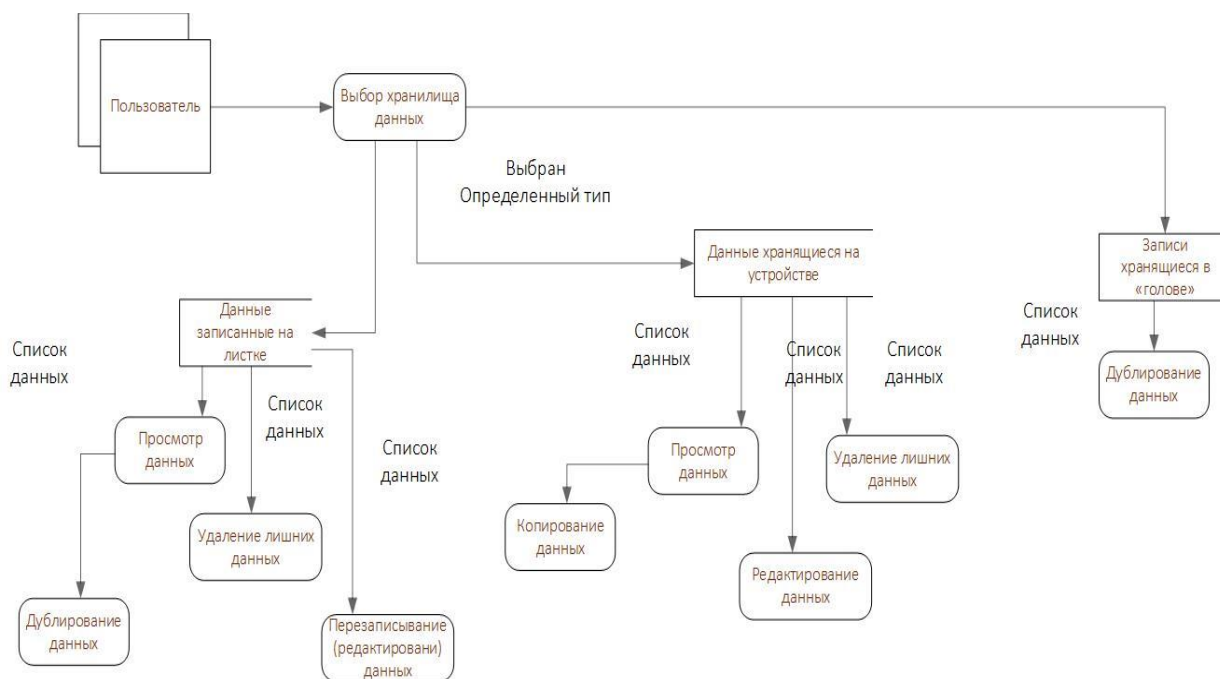 Пользователь
Выбор хранилища
данных
Выбран
Определенный тип
Данные хранящиеся на
устройстве
Записи
хранящиеся в
«голове»
Данные
записанные на
листке
Список
данных
Список
данных
Список
данных
Список
данных
Список
данных
Список
данных
Список
данных
Дублирование
данных
Просмотр
данных
Просмотр
данных
Удаление лишних
данных
Копирование
данных
Удаление лишних
данных
Редактирование
данных
Дублирование
данных
Перезаписывание
(редактировани)
данных